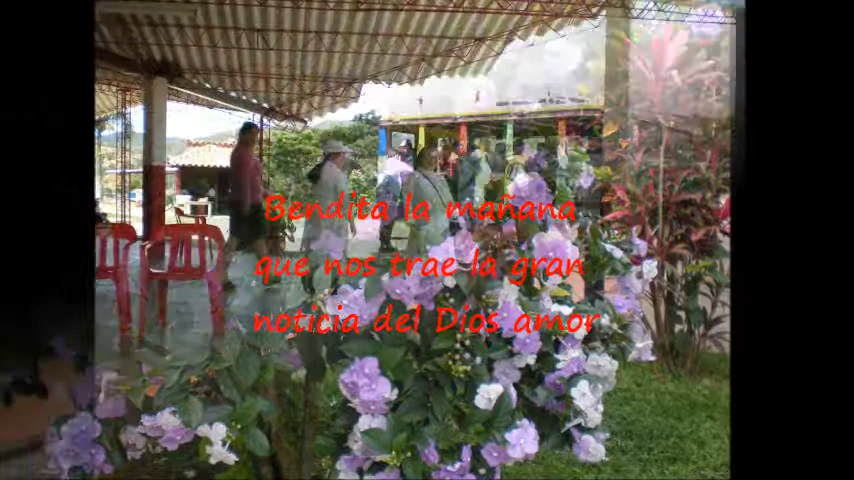 Bendita la mañana
que nos trae la gran
noticia del Dios amor